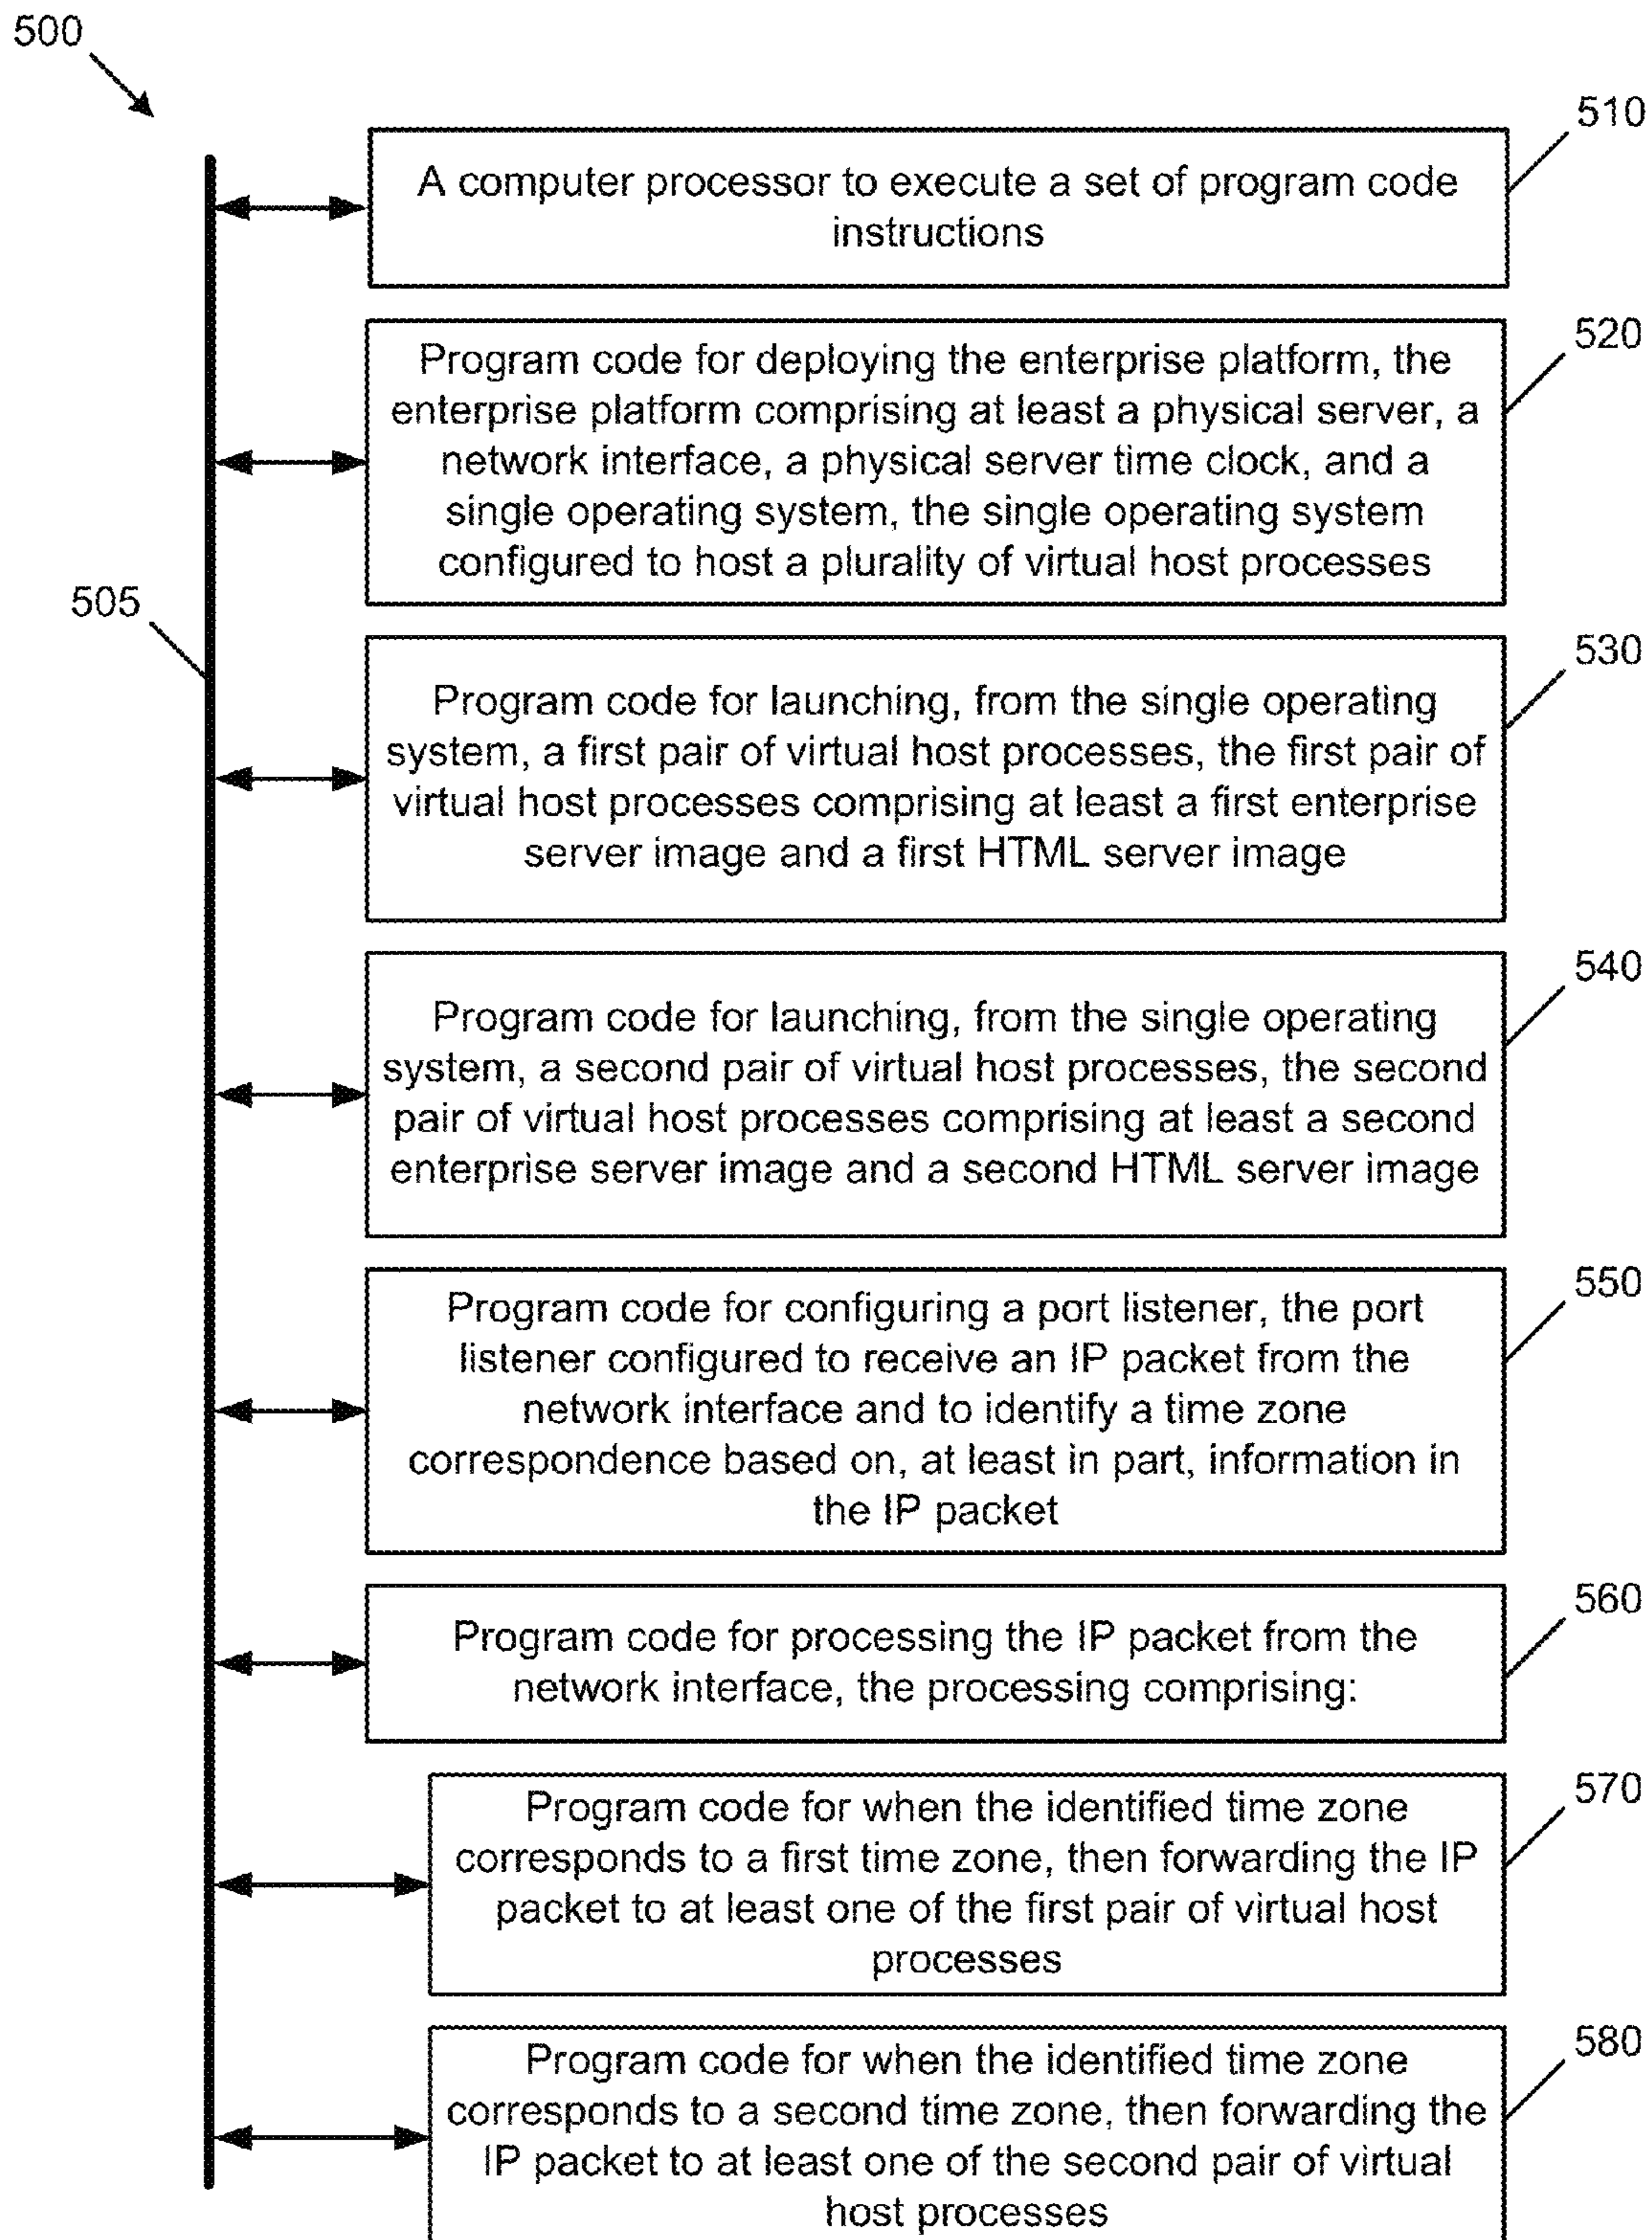 500
510
A computer processor to execute a set of program code
instructions
520
Program code for deploying the enterprise platform, the
enterprise platform comprising at least a physical server, a
network interface, a physical server time clock, and a
single operating system, the single operating system
configured to host a plurality of virtual host processes
505
530
Program code for launching, from the single operating
system, a first pair of virtual host processes, the first pair of
virtual host processes comprising at least a first enterprise
server image and a first HTML server image
540
Program code for launching, from the single operating
system, a second pair of virtual host processes, the second
pair of virtual host processes comprising at least a second
enterprise server image and a second HTML server image
550
Program code for configuring a port listener, the port
listener configured to receive an IP packet from the
network interface and to identify a time zone
correspondence based on, at least in part, information in
the IP packet
560
Program code for processing the IP packet from the
network interface, the processing comprising:
570
Program code for when the identified time zone
corresponds to a first time zone, then forwarding the IP
packet to at least one of the first pair of virtual host
processes
580
Program code for when the identified time zone
corresponds to a second time zone, then forwarding the
IP packet to at least one of the second pair of virtual
host processes